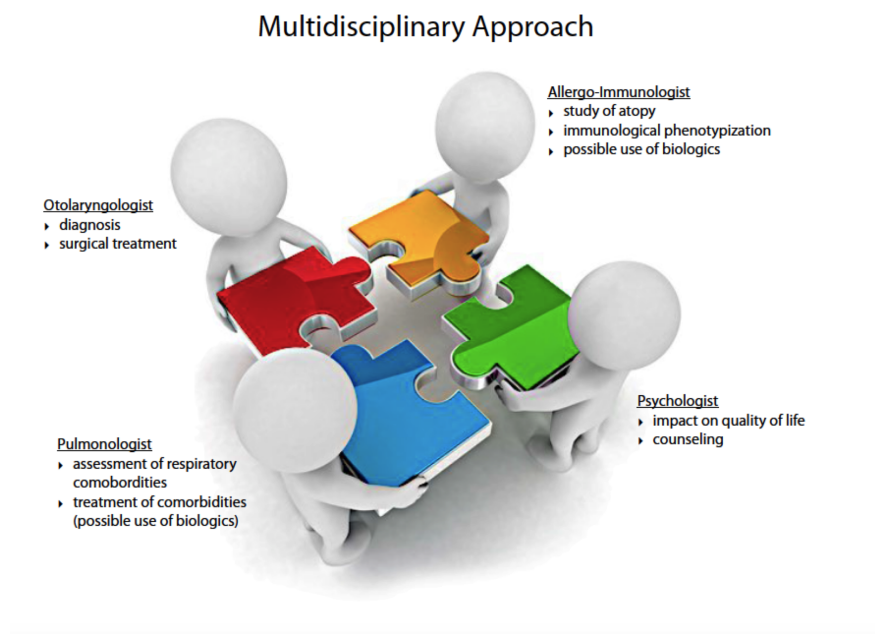 Multidisciplinary Approach
Allergo-Immunologist
study of atopy
immunological phenotypization
possible use of biologics
Otolaryngologist
diagnosis
surgical treatment
Psychologist
impact on quality of life
counseling
Pulmonologist
assessment of respiratory
comobordities
treatment of comorbidities
(possible use of biologics)